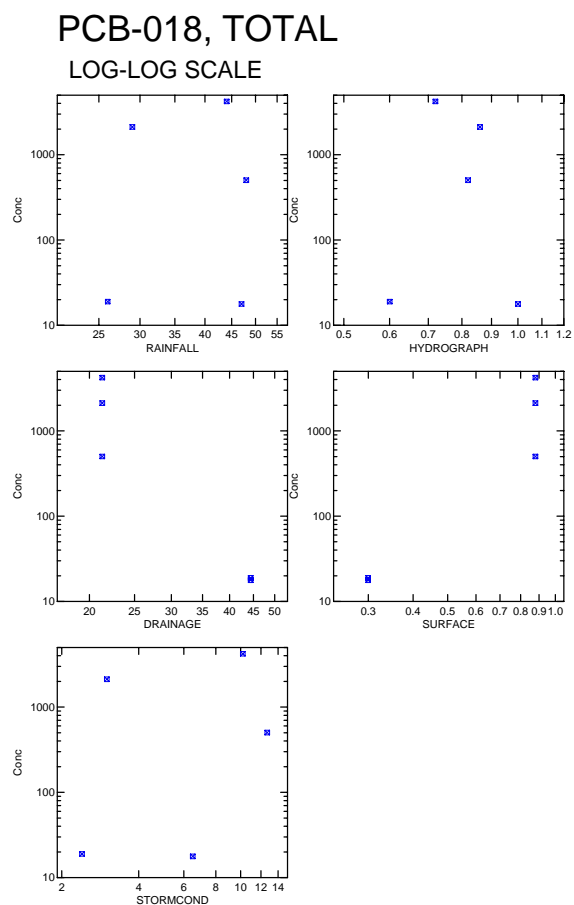 PCB-018, TOTAL
LOG-LOG SCALE
1000
100
10
Conc
25 30 35 40 45 50 55
RAINFALL
1000
100
10
Conc
0.5 0.6 0.7 0.8 0.9 1.0 1.1 1.2
HYDROGRAPH
1000
100
10
Conc
20 25 30 35 40 45 50
DRAINAGE
1000
100
10
Conc
0.3 0.4 0.5 0.6 0.7 0.8 0.9 1.0
SURFACE
1000
100
10
Conc
2 4 6 8 10 12 14
STORMCOND